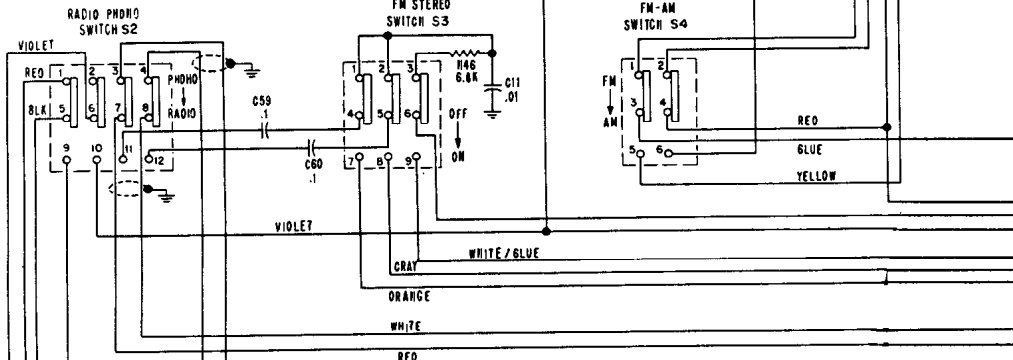 RADIO PHONO
SWITCH S2
FM STEREO
SWITCH S3
FM-AM
SWITCH S4
VIOLET
RED
BLK
1
2
3
4
5
6
7
8
9
10
11
12
PHONO
RADIO
C59
.1
C60
.1
1
2
3
4
5
6
7
8
9
R46
6.8K
C11
.01
OFF
ON
FM
AM
1
2
3
4
5
6
RED
BLUE
YELLOW
VIOLET
WHITE/BLUE
GRAY
ORANGE
WHITE
RED